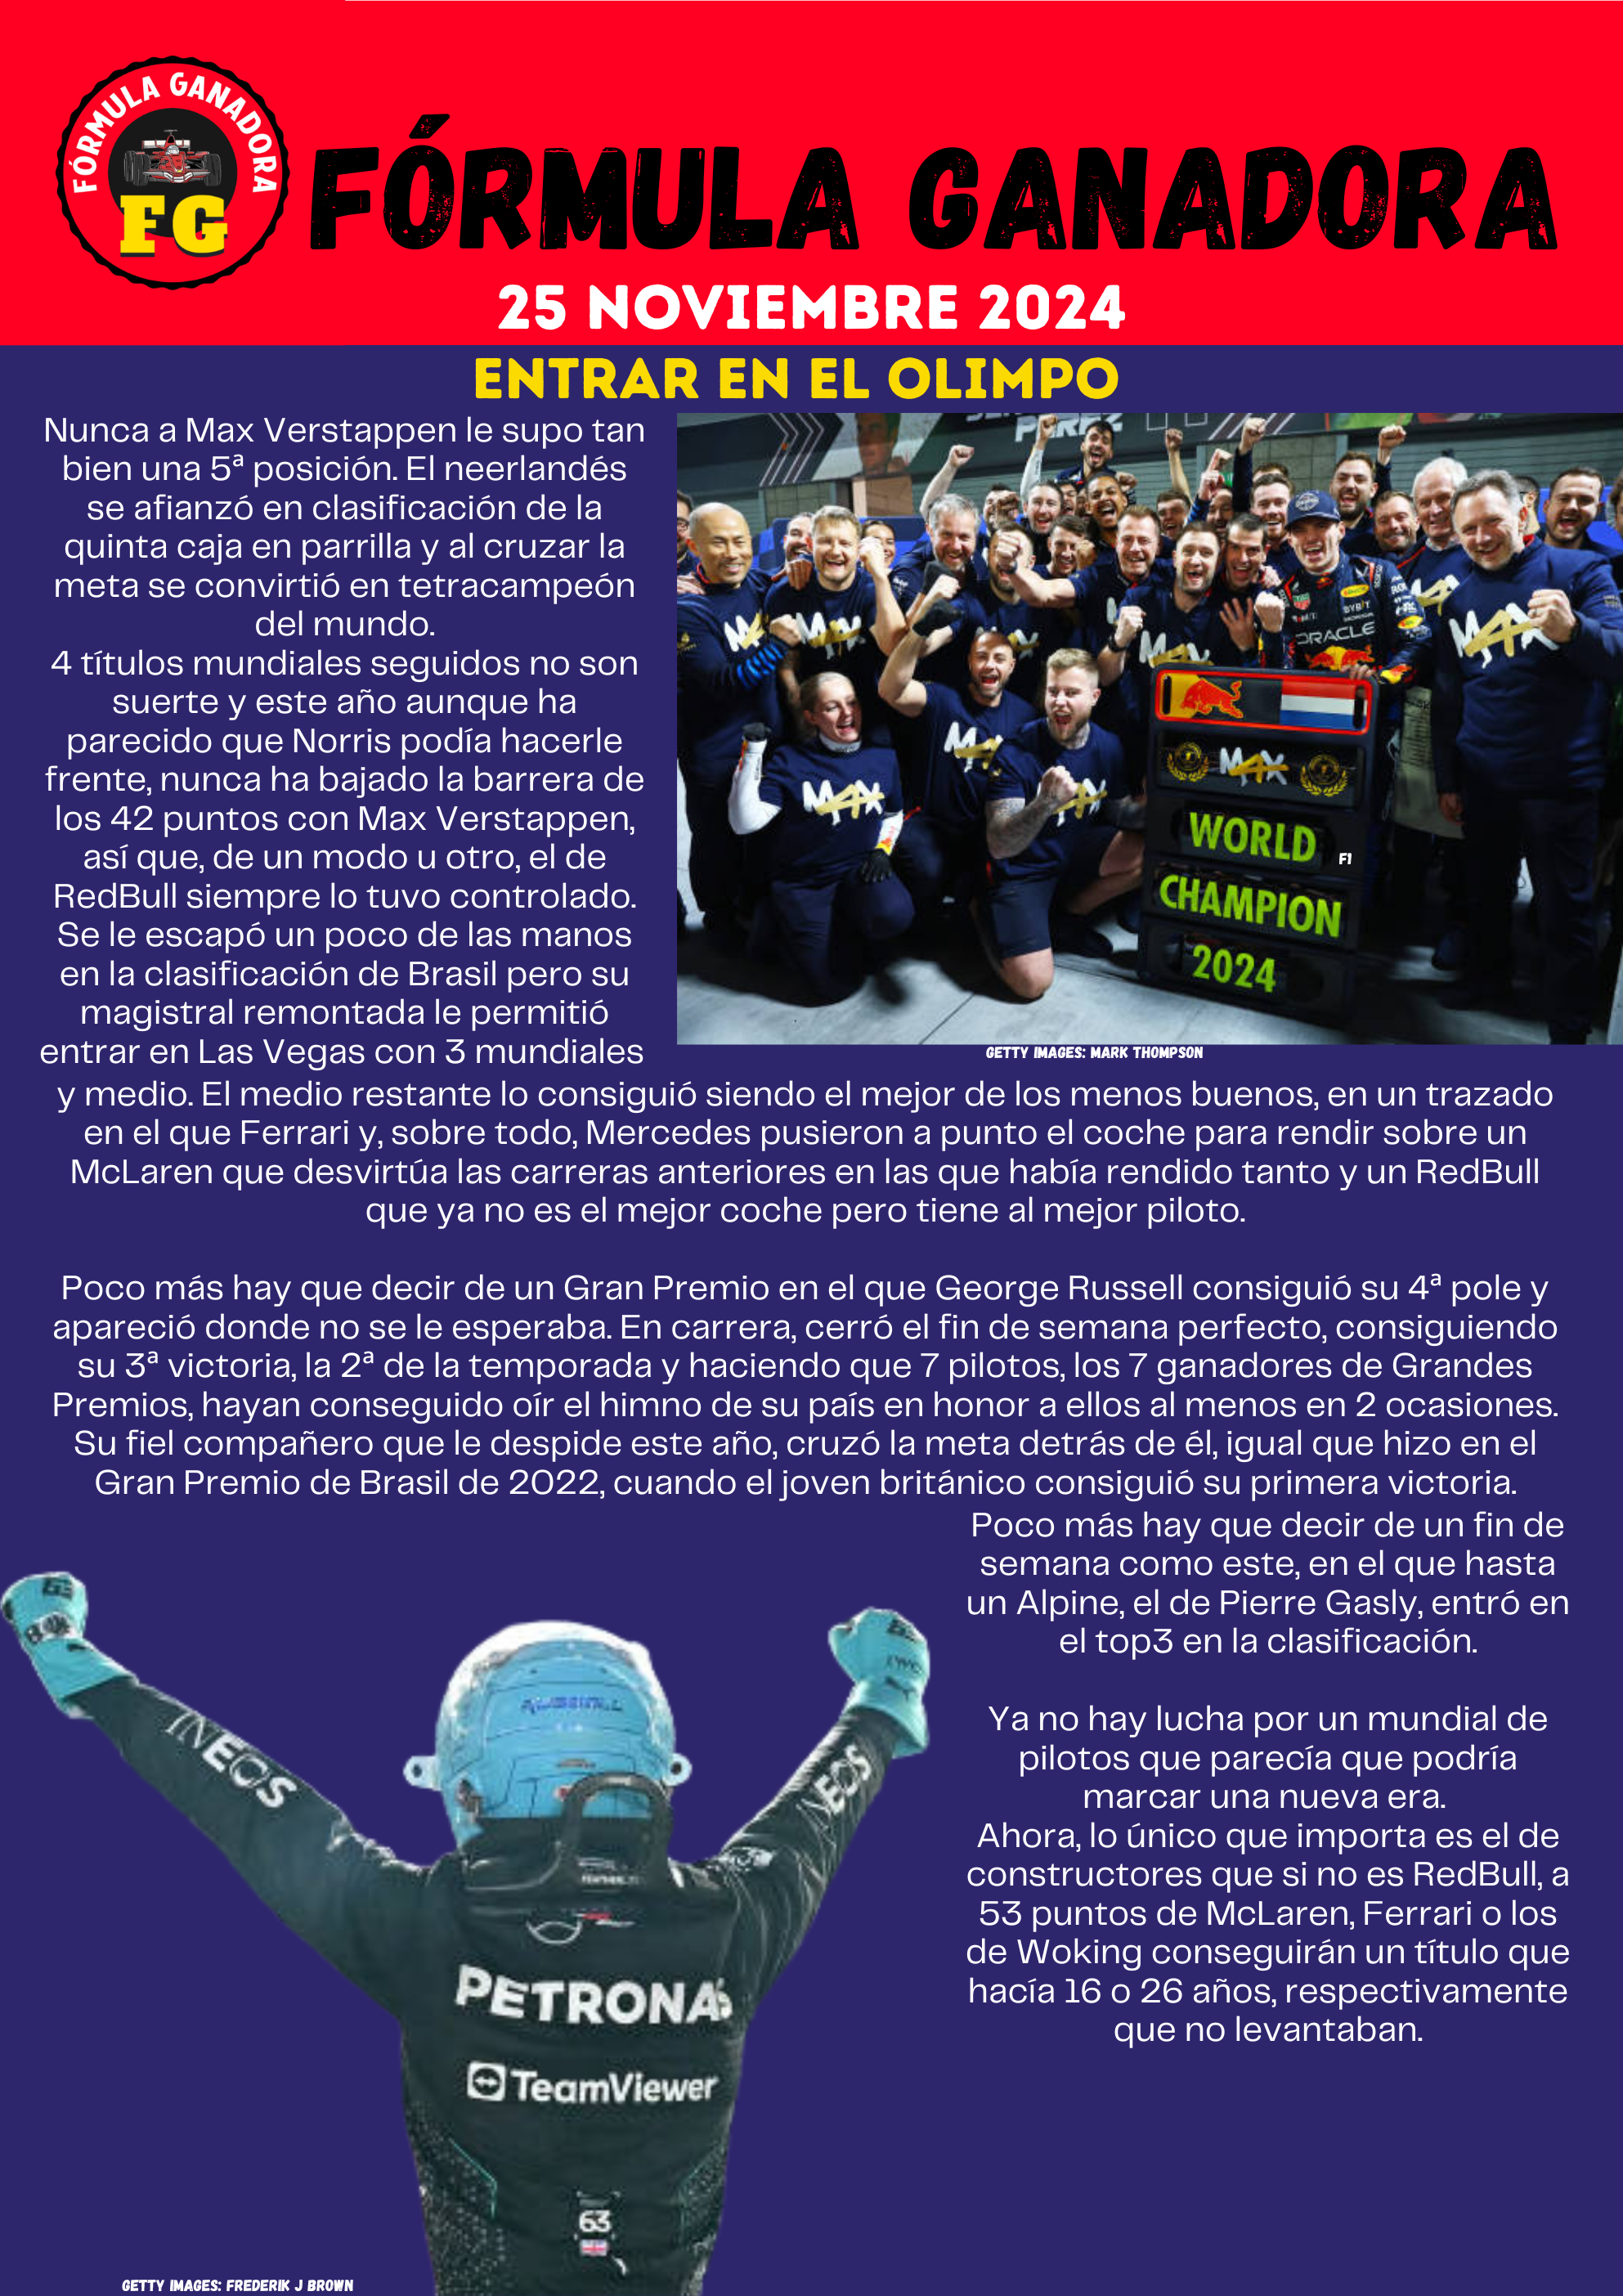 FÓRMULA GANADORA
FG
FÓRMULA GANADORA
25 NOVIEMBRE 2024
ENTRAR EN EL OLIMPO
Nunca a Max Verstappen le supo tan
bien una 5ª posición. El neerlandés
se afianzó en clasificación de la
quinta caja en parrilla y al cruzar la
meta se convirtió en tetracampeón
del mundo.
4 títulos mundiales seguidos no son
suerte y este año aunque ha
parecido que Norris podía hacerle
frente, nunca ha bajado la barrera de
los 42 puntos con Max Verstappen,
así que, de un modo u otro, el de
RedBull siempre lo tuvo controlado.
Se le escapó un poco de las manos
en la clasificación de Brasil pero su
magistral remontada le permitió
entrar en Las Vegas con 3 mundiales
PEREZ
ORACLE
BYBIT
MAX
WORLD
F1
CHAMPION
2024
GETTY IMAGES: MARK THOMPSON
y medio. El medio restante lo consiguió siendo el mejor de los menos buenos, en un trazado
en el que Ferrari y, sobre todo, Mercedes pusieron a punto el coche para rendir sobre un
McLaren que desvirtúa las carreras anteriores en las que había rendido tanto y un RedBull
que ya no es el mejor coche pero tiene al mejor piloto.
Poco más hay que decir de un Gran Premio en el que George Russell consiguió su 4ª pole y
apareció donde no se le esperaba. En carrera, cerró el fin de semana perfecto, consiguiendo
su 3ª victoria, la 2ª de la temporada y haciendo que 7 pilotos, los 7 ganadores de Grandes
Premios, hayan conseguido oír el himno de su país en honor a ellos al menos en 2 ocasiones.
Su fiel compañero que le despide este año, cruzó la meta detrás de él, igual que hizo en el
Gran Premio de Brasil de 2022, cuando el joven británico consiguió su primera victoria.
Poco más hay que decir de un fin de
semana como este, en el que hasta
un Alpine, el de Pierre Gasly, entró en
el top3 en la clasificación.
Ya no hay lucha por un mundial de
pilotos que parecía que podría
marcar una nueva era.
Ahora, lo único que importa es el de
constructores que si no es RedBull, a
53 puntos de McLaren, Ferrari o los
de Woking conseguirán un título que
hacía 16 o 26 años, respectivamente
que no levantaban.
63
INEOS
INEOS
PETRONAS
TeamViewer
63
GETTY IMAGES: FREDERIK J BROWN